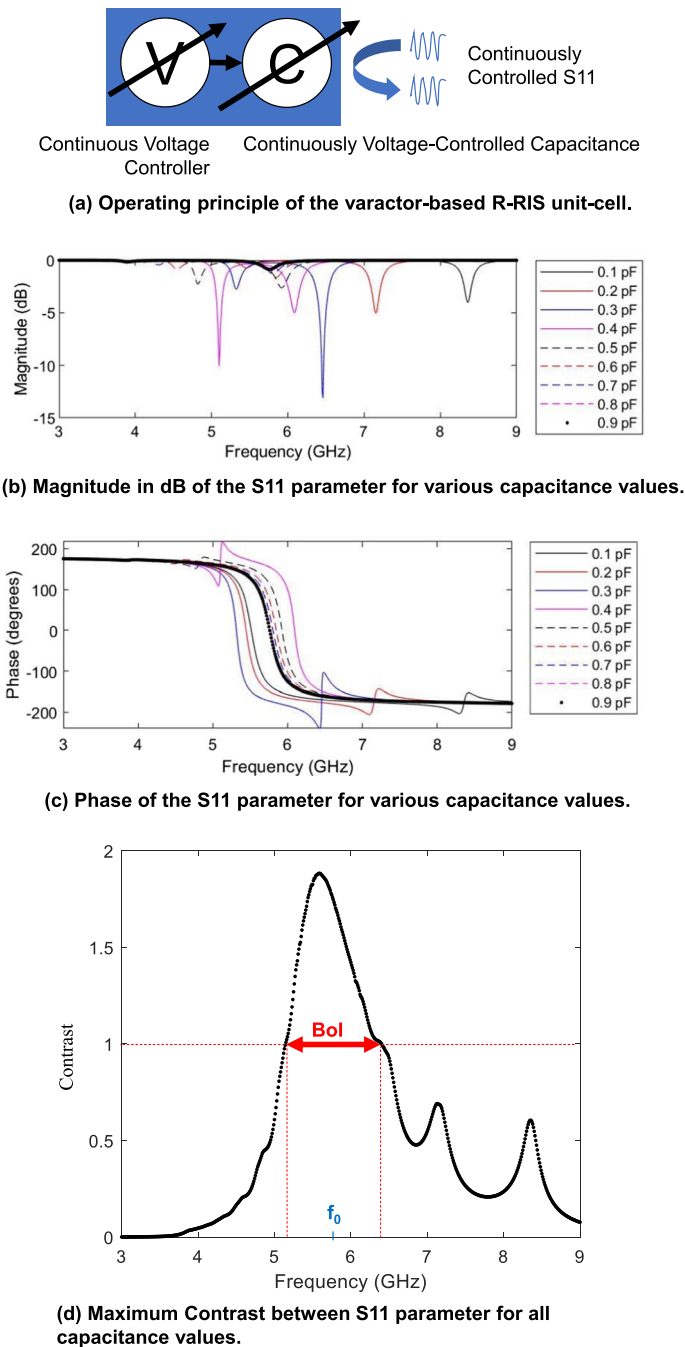 V
C
Continuously
Controlled S11
Continuous Voltage
Controller
Continuously Voltage-Controlled Capacitance
(a) Operating principle of the varactor-based R-RIS unit-cell.
0
-5
-10
-15
Magnitude (dB)
3 4 5 6 7 8 9
Frequency (GHz)
0.1 pF
0.2 pF
0.3 pF
0.4 pF
0.5 pF
0.6 pF
0.7 pF
0.8 pF
0.9 pF
(b) Magnitude in dB of the S11 parameter for various capacitance values.
200
100
0
-100
-200
Phase (degrees)
3 4 5 6 7 8 9
Frequency (GHz)
0.1 pF
0.2 pF
0.3 pF
0.4 pF
0.5 pF
0.6 pF
0.7 pF
0.8 pF
0.9 pF
(c) Phase of the S11 parameter for various capacitance values.
2
1.5
1
0.5
0
Contrast
BoI
f0
3 4 5 6 7 8 9
Frequency (GHz)
(d) Maximum Contrast between S11 parameter for all
capacitance values.